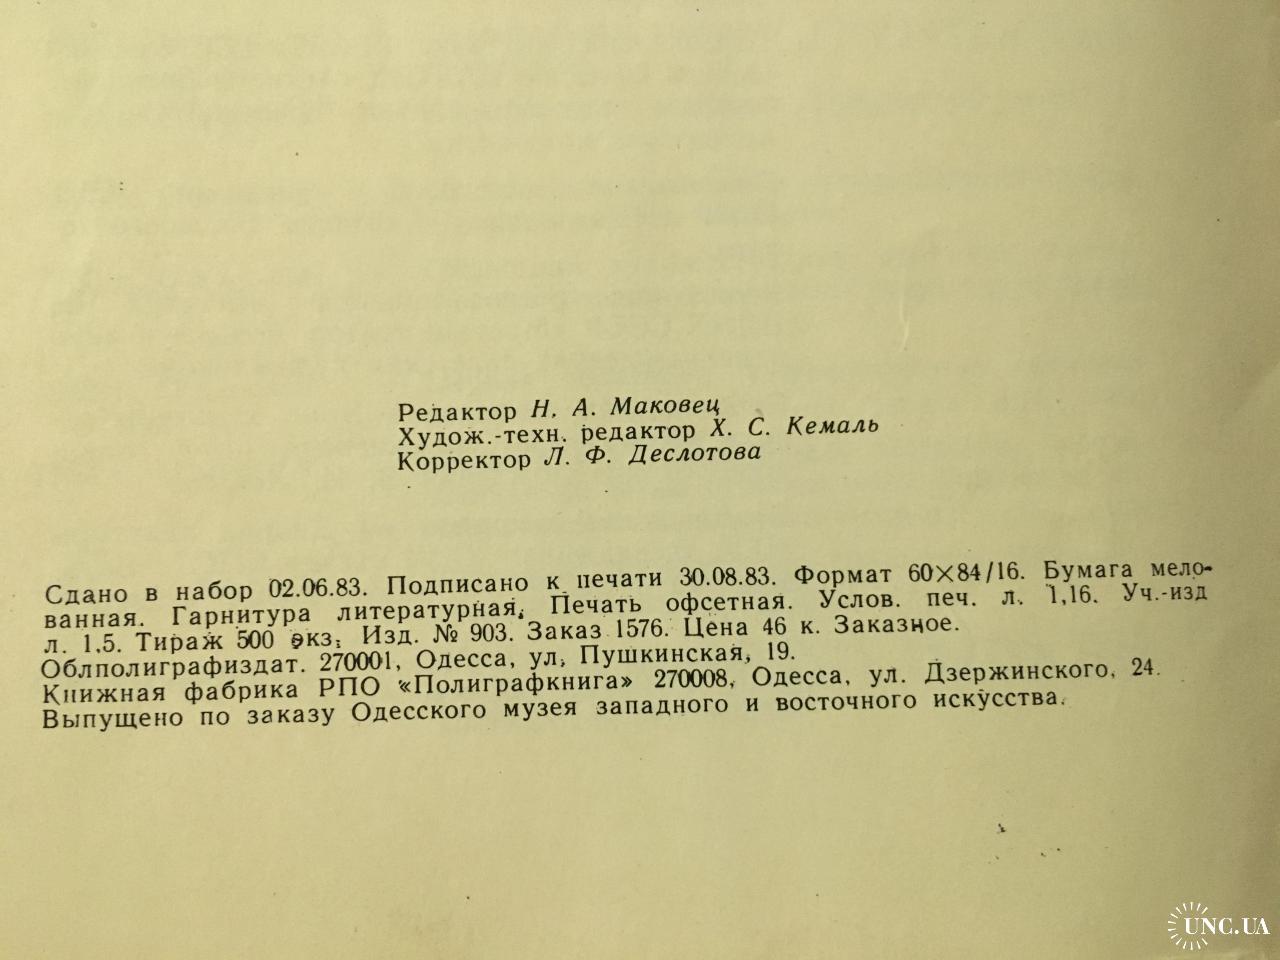 Редактор Н. А. Маковец
Худож.-техн. редактор Х. С. Кемаль
Корректор Л. Ф. Деслотова
Сдано в набор 02.06.83. Подписано к печати 30.08.83. Формат 60×84/16. Бумага мело-
ванная. Гарнитура литературная. Печать офсетная. Услов. печ. л. 1,16. Уч.-изд
л. 1,5. Тираж 500 экз. Изд. № 903. Заказ 1576. Цена 46 к. Заказное.
Облполиграфиздат. 270001, Одесса, ул. Пушкинская, 19.
Книжная фабрика РПО «Полиграфкнига» 270008, Одесса, ул. Дзержинского, 24.
Выпущено по заказу Одесского музея западного и восточного искусства.
UNC.UA